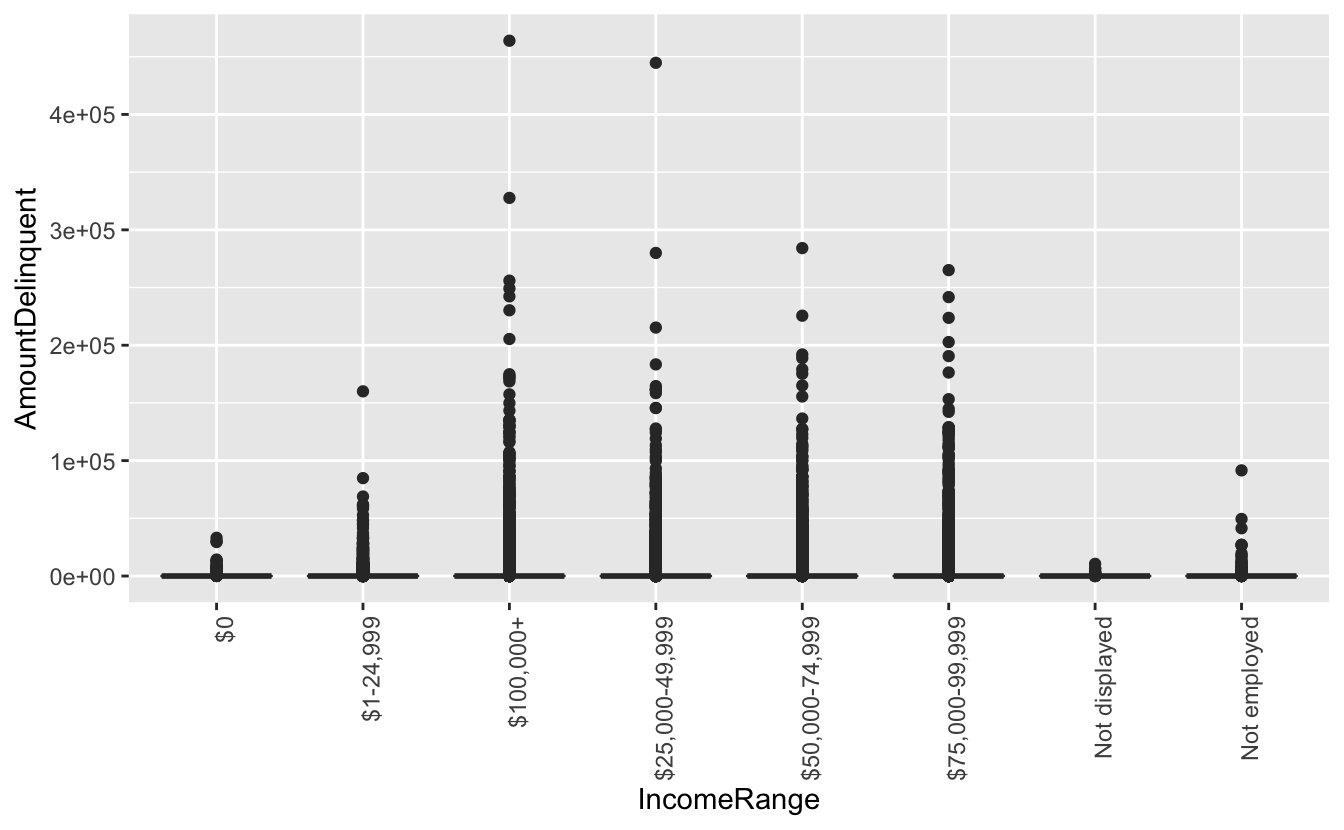 AmountDelinquent
4e+05
3e+05
2e+05
1e+05
0e+00
$0
$1-24,999
$100,000+
$25,000-49,999
$50,000-74,999
$75,000-99,999
Not displayed
Not employed
IncomeRange